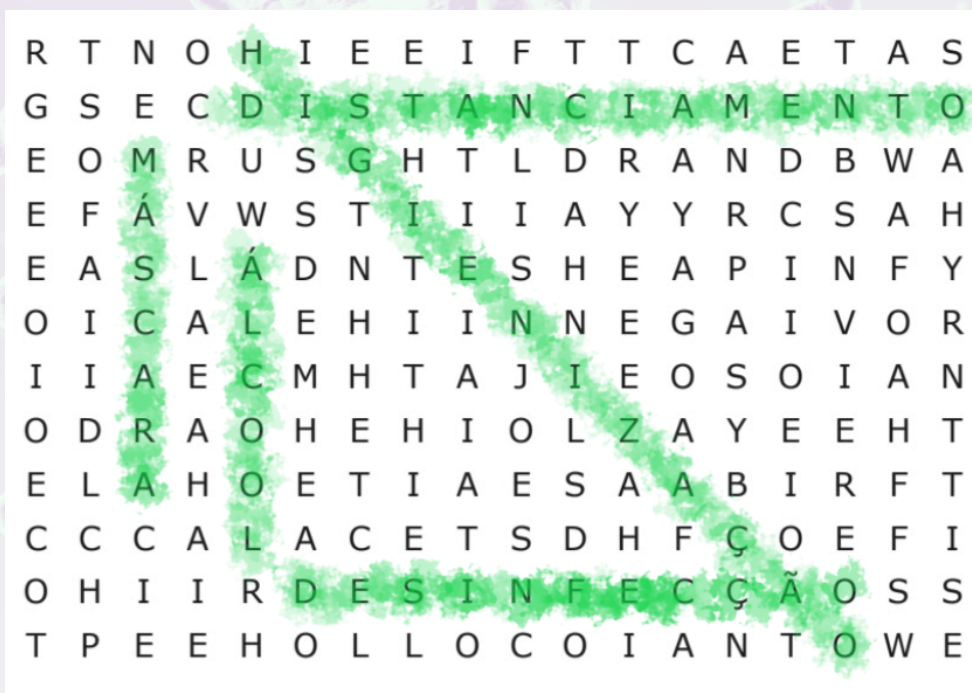 R T N O H I E E I F T T C A E T A S
G S E C D I S T A N C I A M E N T O
E O M R U S G H T L D R A N D B W A
E F Á V W S T I I I A Y Y R C S A H
E A S L Á D N T E S H E A P I N F Y
O I C A L E H I I N N E G A I V O R
I I A E C M H T A J I E O S O I A N
O D R A O H E H I O L Z A Y E E H T
E L A H O E T I A E S A A B I R F T
C C C A L A C E T S D H F Ç O E F I
O H I I R D E S I N F E C Ç Ã O S S
T P E E H O L L O C O I A N T O W E